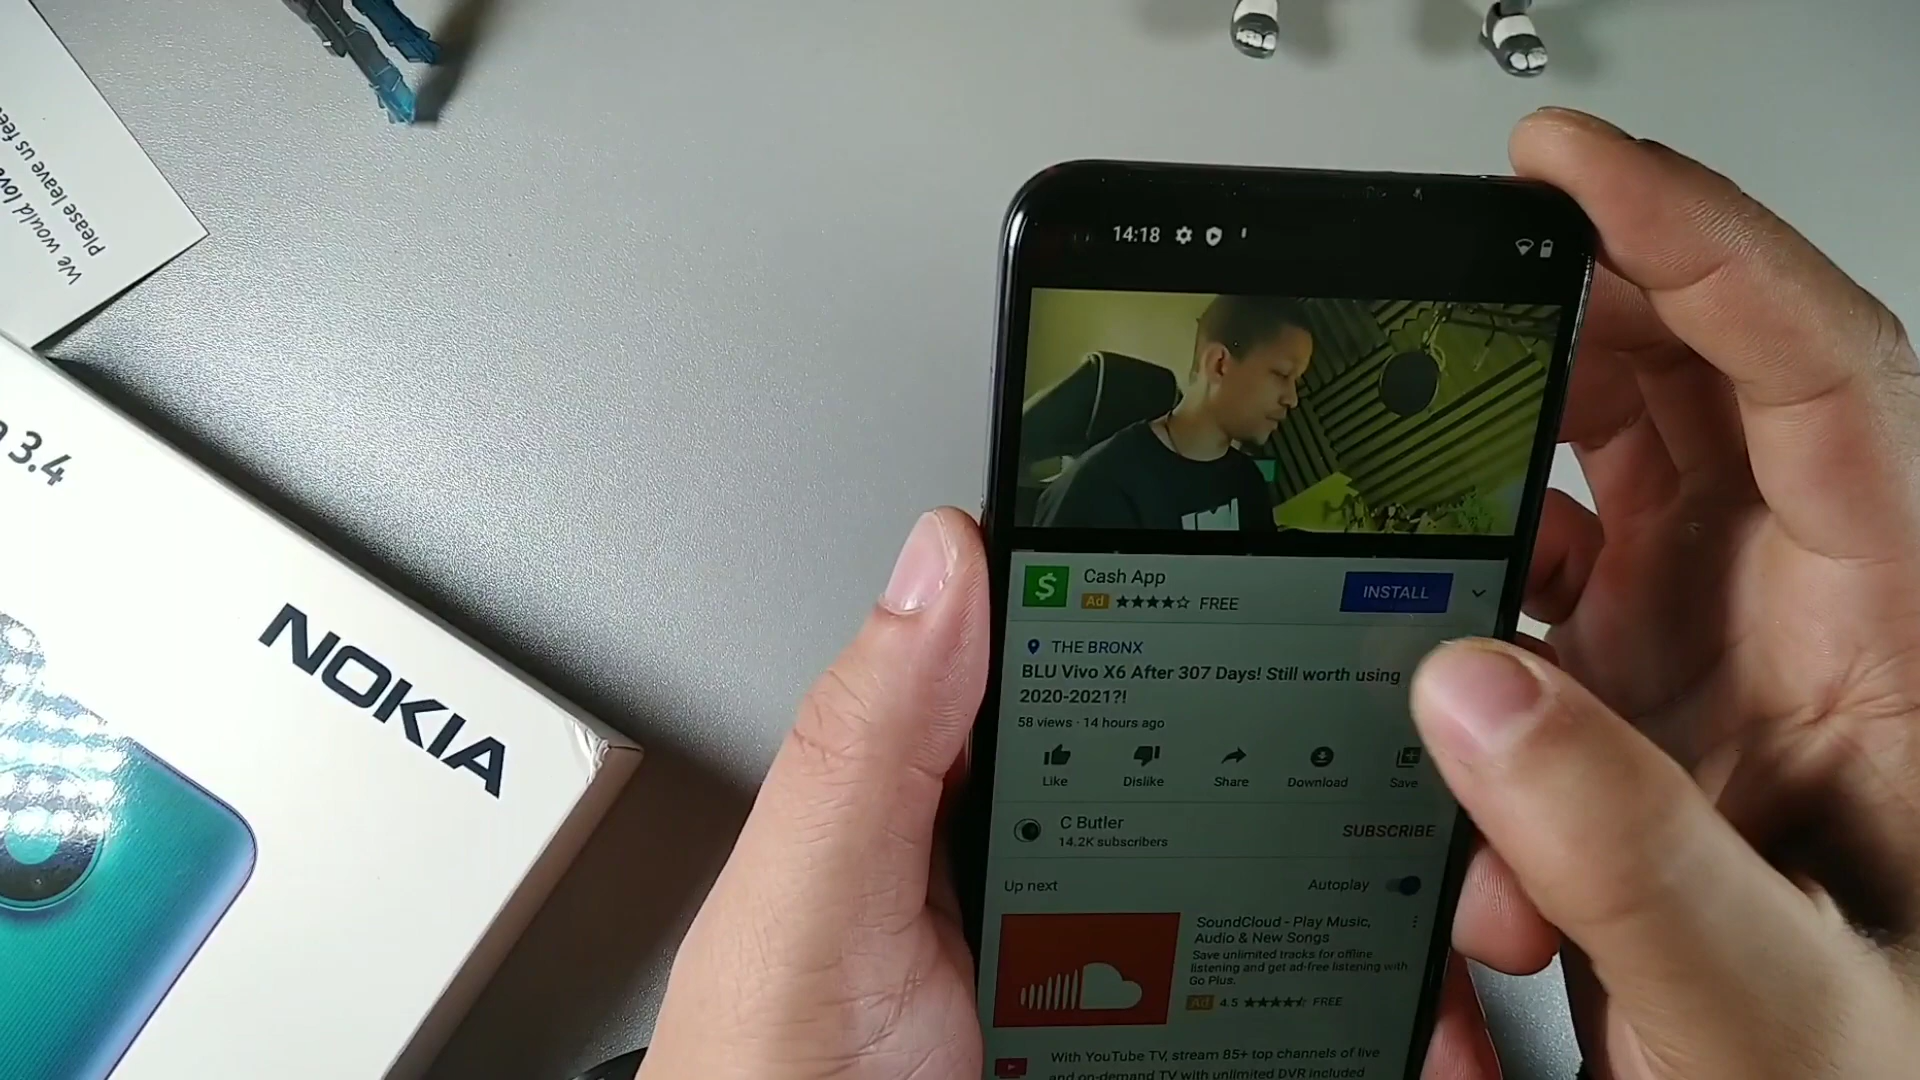 We would love
Please leave us feed
3.4
NOKIA
14:18
Cash App
INSTALL
Ad FREE
THE BRONX
BLU Vivo X6 After 307 Days! Still worth using
2020-2021?!
58 views · 14 hours ago
Like Dislike Share Download Save
C Butler
SUBSCRIBE
14.2K subscribers
Up next
Autoplay
SoundCloud - Play Music,
Audio & New Songs
Save unlimited tracks for offline
listening and get ad-free listening with
Go Plus.
Ad 4.5 FREE
With YouTube TV, stream 85+ top channels of live
and on-demand TV with unlimited DVR included